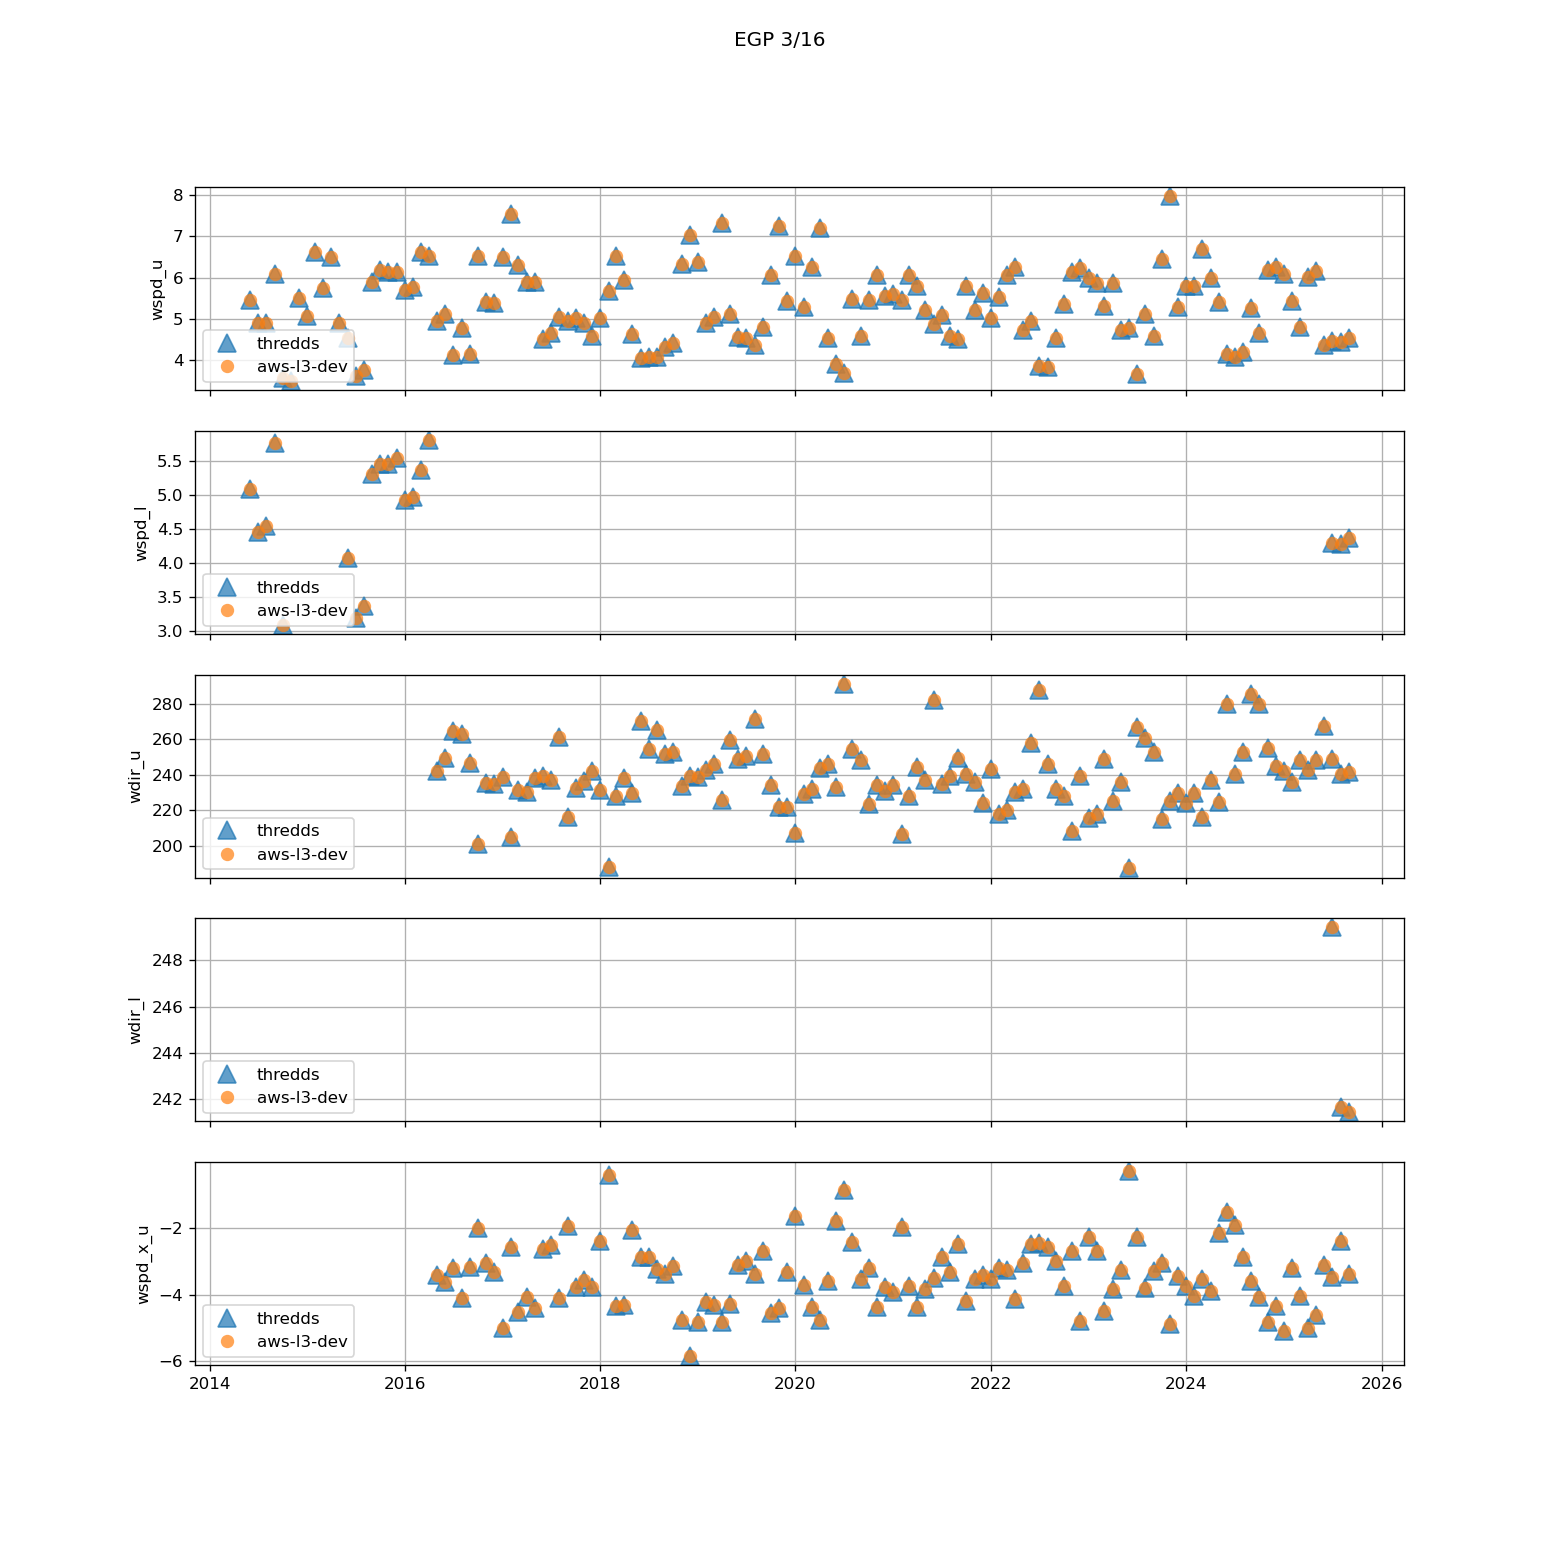 EGP 3/16
8
7
6
5
4
wspd_u
thredds
aws-l3-dev
5.5
5.0
4.5
4.0
3.5
3.0
wspd_l
thredds
aws-l3-dev
280
260
240
220
200
wdir_u
thredds
aws-l3-dev
248
246
244
242
wdir_l
thredds
aws-l3-dev
−2
−4
−6
wspd_x_u
thredds
aws-l3-dev
2014 2016 2018 2020 2022 2024 2026